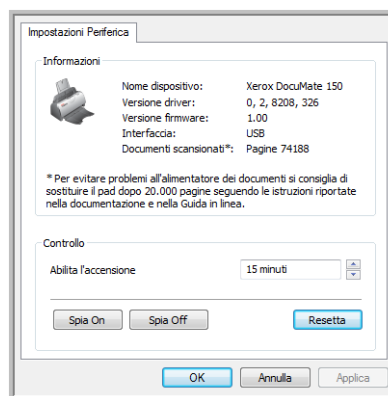 Impostazioni Periferica
Informazioni
Nome dispositivo: Xerox DocuMate 150
Versione driver: 0, 2, 8208, 326
Versione firmware: 1.00
Interfaccia: USB
Documenti scansionati*: Pagine 74188
* Per evitare problemi all'alimentatore dei documenti si consiglia di
sostituire il pad dopo 20.000 pagine seguendo le istruzioni riportate
nella documentazione e nella Guida in linea.
Controllo
Abilita l'accensione 15 minuti
Spia On Spia Off Resetta
OK Annulla Applica